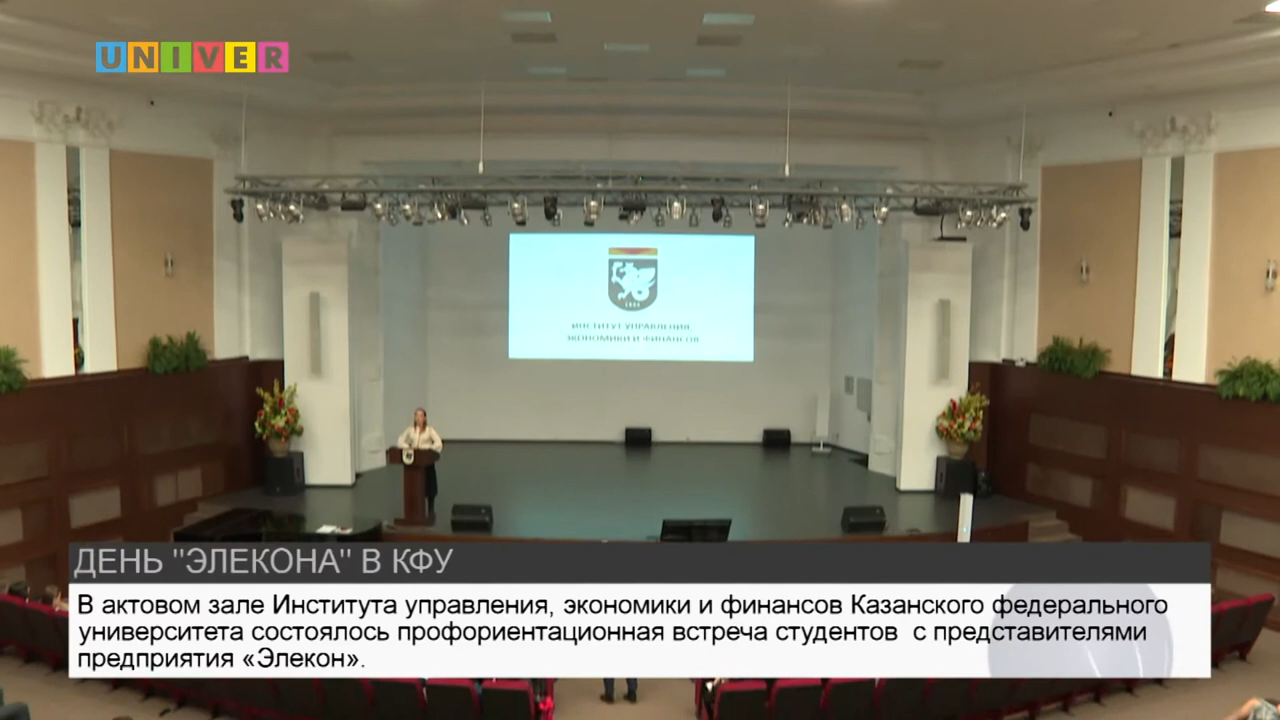 UNIVER
ИНСТИТУТ УПРАВЛЕНИЯ,
ЭКОНОМИКИ И ФИНАНСОВ
ДЕНЬ "ЭЛЕКОНА" В КФУ
В актовом зале Института управления, экономики и финансов Казанского федерального
университета состоялось профориентационная встреча студентов с представителями
предприятия «Элекон».